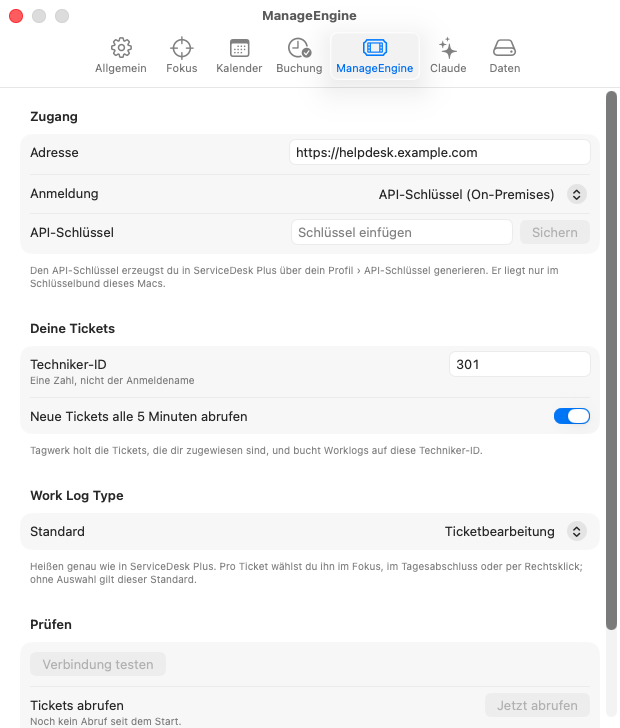 ManageEngine
Allgemein
Fokus
Kalender
Buchung
ManageEngine
Claude
Daten
Zugang
Adresse
https://helpdesk.example.com
Anmeldung
API-Schlüssel (On-Premises)
API-Schlüssel
Schlüssel einfügen
Sichern
Den API-Schlüssel erzeugst du in ServiceDesk Plus über dein Profil › API-Schlüssel generieren. Er liegt nur im
Schlüsselbund dieses Macs.
Deine Tickets
Techniker-ID
Eine Zahl, nicht der Anmeldename
301
Neue Tickets alle 5 Minuten abrufen
Tagwerk holt die Tickets, die dir zugewiesen sind, und bucht Worklogs auf diese Techniker-ID.
Work Log Type
Standard
Ticketbearbeitung
Heißen genau wie in ServiceDesk Plus. Pro Ticket wählst du ihn im Fokus, im Tagesabschluss oder per Rechtsklick;
ohne Auswahl gilt dieser Standard.
Prüfen
Verbindung testen
Tickets abrufen
Noch kein Abruf seit dem Start.
Jetzt abrufen